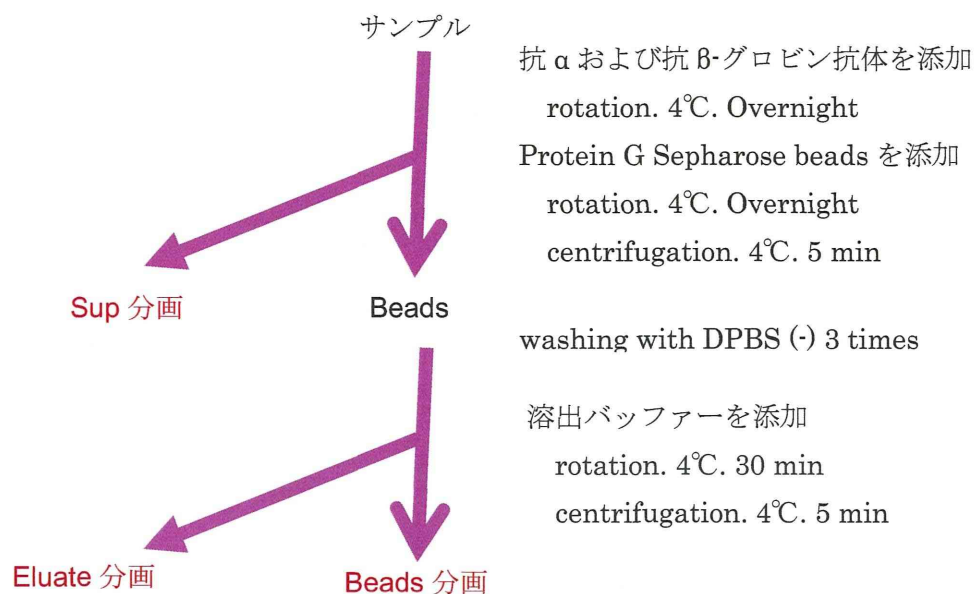 サンプル
抗 α および抗 β-グロビン抗体を添加
rotation. 4℃. Overnight
Protein G Sepharose beads を添加
rotation. 4℃. Overnight
centrifugation. 4℃. 5 min
Sup 分画
Beads
washing with DPBS (-) 3 times
溶出バッファーを添加
rotation. 4℃. 30 min
centrifugation. 4℃. 5 min
Eluate 分画
Beads 分画